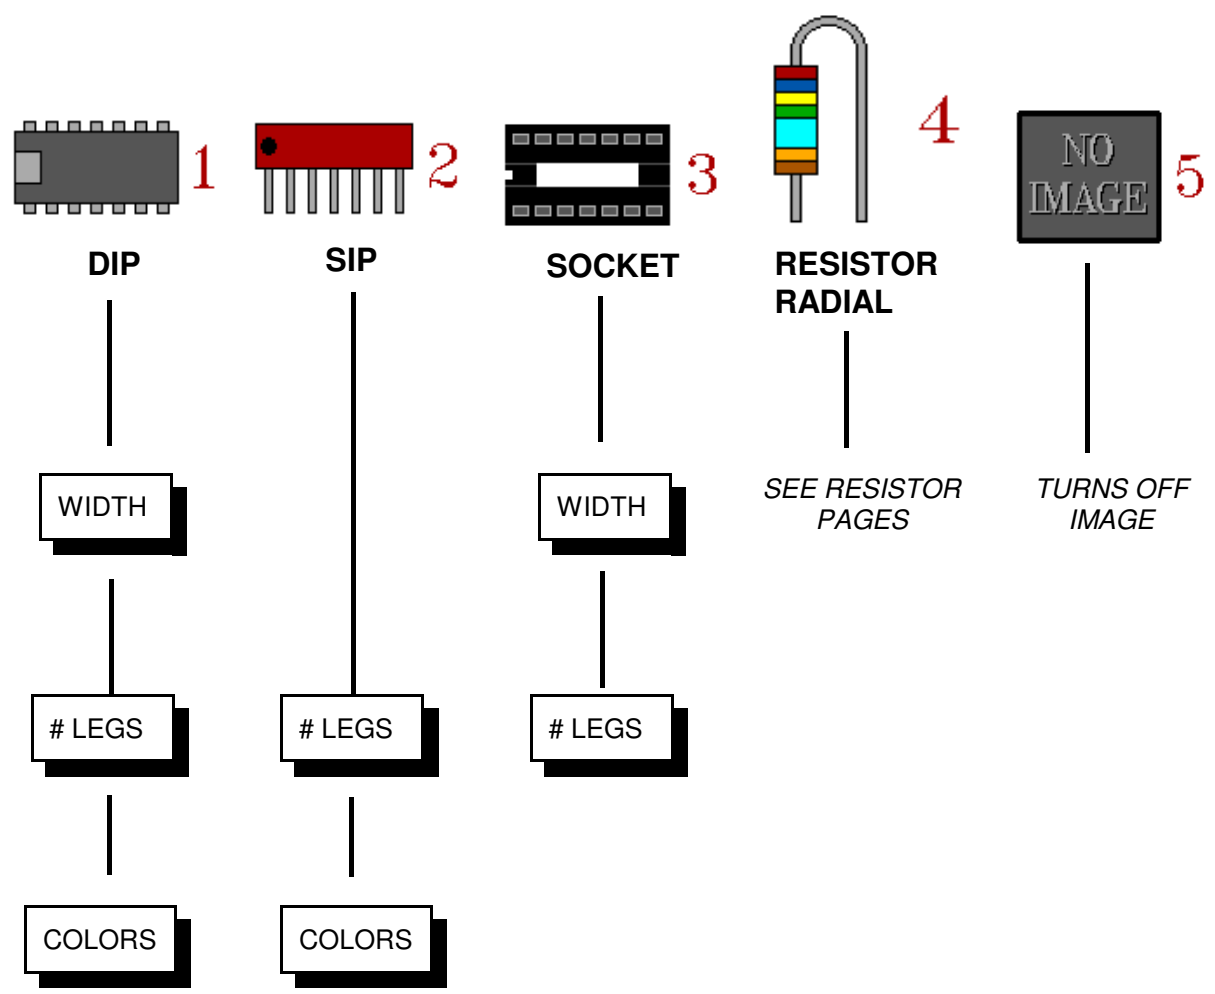 1
2
3
4
5
NO
IMAGE
DIP
SIP
SOCKET
RESISTOR
RADIAL
WIDTH
WIDTH
SEE RESISTOR
PAGES
TURNS OFF
IMAGE
# LEGS
# LEGS
# LEGS
COLORS
COLORS